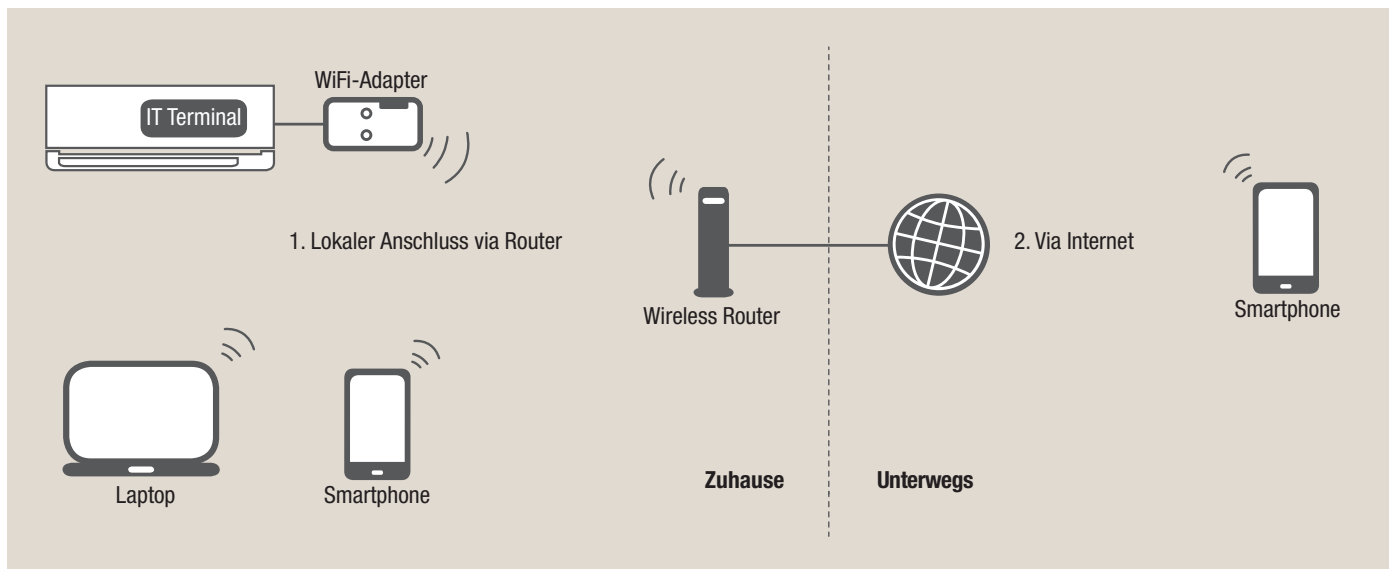 WiFi-Adapter
IT Terminal
1. Lokaler Anschluss via Router
2. Via Internet
Wireless Router
Smartphone
Zuhause
Unterwegs
Laptop
Smartphone